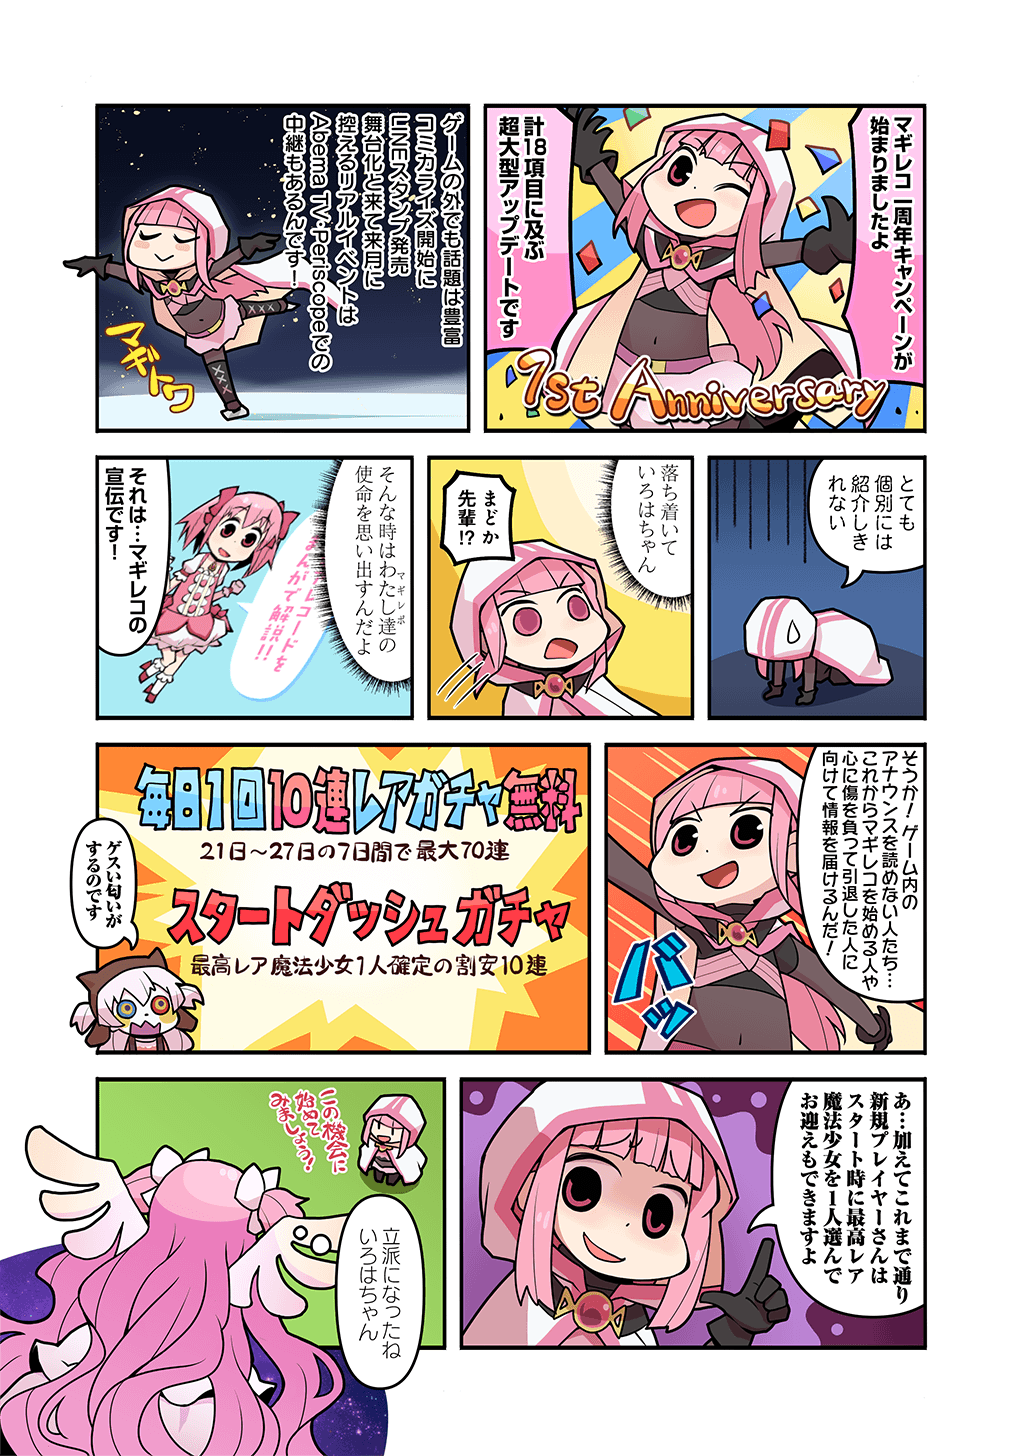 マギレコ一周年キャンペーンが
始まりましたよ
計18項目に及ぶ
超大型アップデートです
1st Anniversary
ゲームの外でも話題は豊富
コミカライズ開始に
LINEスタンプ発売
舞台化と来て来月に
控えるリアルイベントは
Abema TV・Periscopeでの
中継もあるんです！
マギトワ
とても
個別には
紹介しき
れない
落ち着いて
いろはちゃん
まどか
先輩!?
そんな時はわたし達の
使命を思い出すんだよ
マギレポ
レコードを
まんがで解説!!
それは…マギレコの
宣伝です！
そうか！ゲーム内の
アナウンスを読めない人たち…
これからマギレコを始める人や
心に傷を負って引退した人に
向けて情報を届けるんだ！
バッ
毎日1回10連レアガチャ無料
21日～27日の7日間で最大70連
スタートダッシュガチャ
最高レア魔法少女1人確定の割安10連
ゲスい匂いが
するのです
あ…加えてこれまで通り
新規プレイヤーさんは
スタート時に最高レア
魔法少女を1人選んで
お迎えもできますよ
この機会に
始めて
みましょう！
立派になったね
いろはちゃん